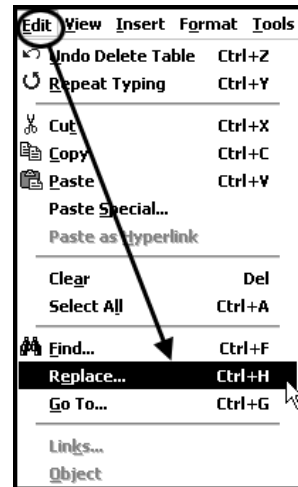 Edit View Insert Format Tools
Undo Delete Table Ctrl+Z
Repeat Typing Ctrl+Y
Cut Ctrl+X
Copy Ctrl+C
Paste Ctrl+V
Paste Special...
Paste as Hyperlink
Clear Del
Select All Ctrl+A
Find... Ctrl+F
Replace... Ctrl+H
Go To... Ctrl+G
Links...
Object